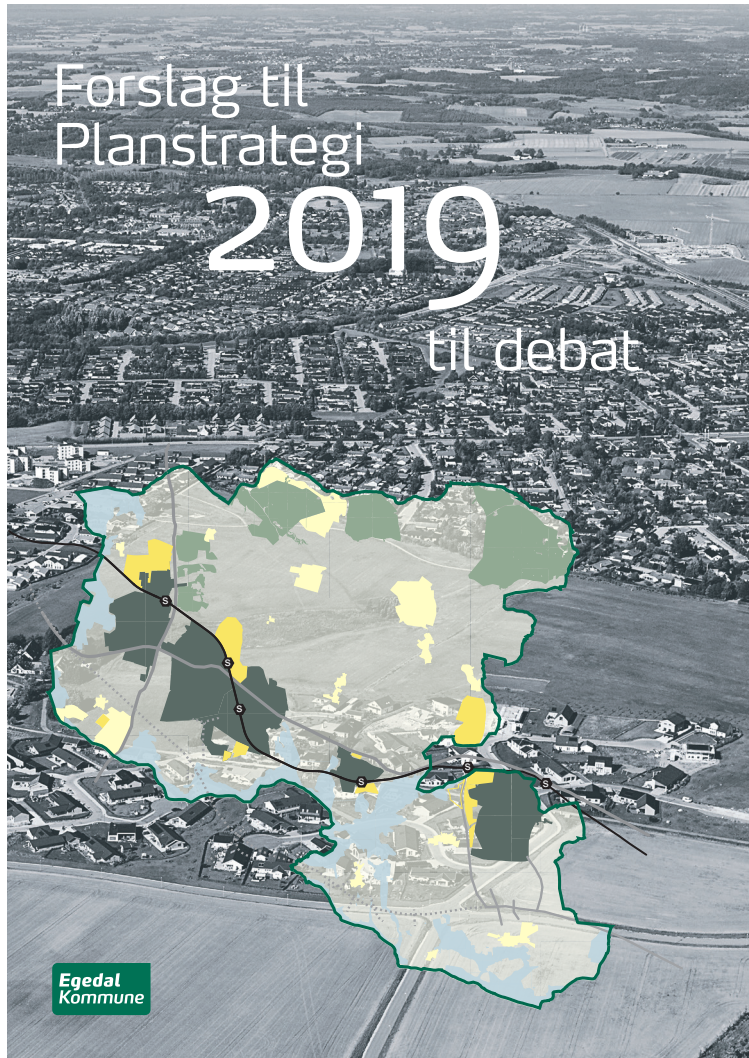 Forslag til
Planstrategi
2019
til debat
S
S
S
S
S
S
Egedal
Kommune